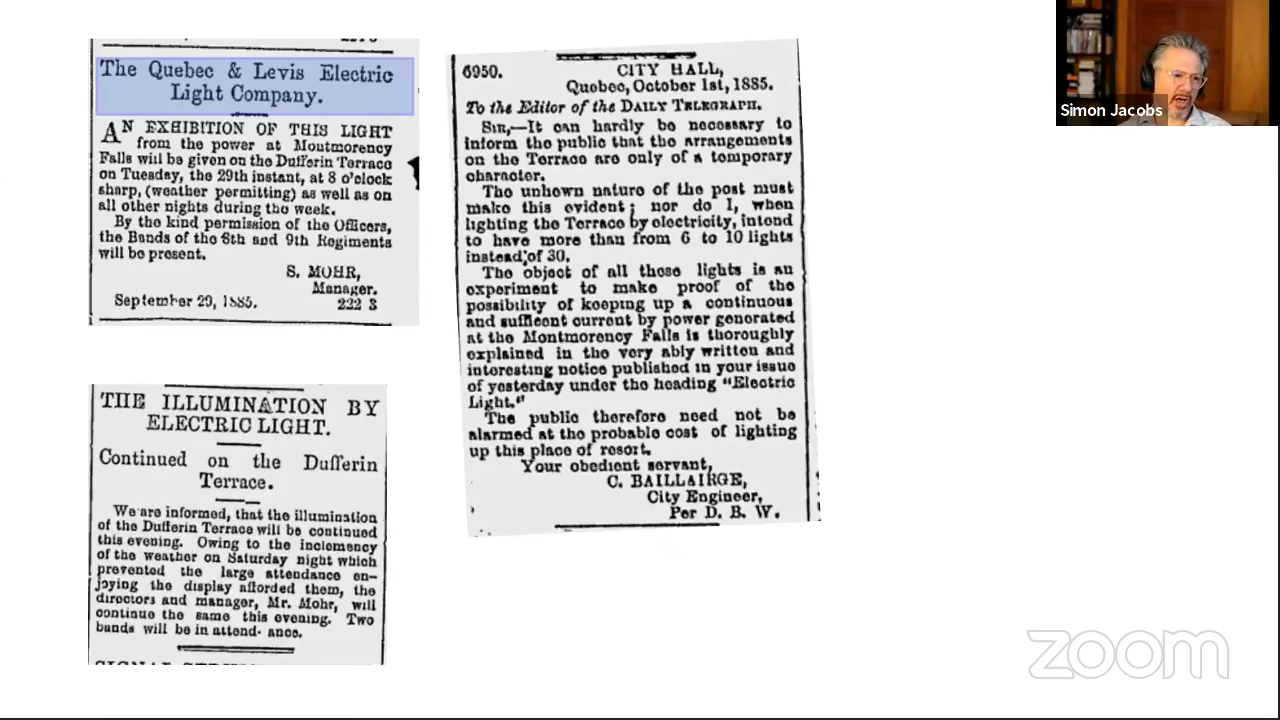 The Quebec & Levis Electric
Light Company.
AN EXHIBITION OF THIS LIGHT
from the power at Montmorency
Falls will be given on the Dufferin Terrace
on Tuesday, the 29th instant, at 8 o'clock
sharp, (weather permitting) as well as on
all other nights during the week.
By the kind permission of the Officers,
the Bands of the 8th and 9th Regiments
will be present.
S. MOHR,
Manager.
September 29, 1885.
222 3
THE ILLUMINATION BY
ELECTRIC LIGHT.
Continued on the Dufferin
Terrace.
We are informed, that the illumination
of the Dufferin Terrace will be continued
this evening. Owing to the inclemency
of the weather on Saturday night which
prevented the large attendance en-
joying the display afforded them, the
directors and manager, Mr. Mohr, will
continue the same this evening. Two
bands will be in attend- ance.
6950.
CITY HALL,
Quebec, October 1st, 1885.
To the Editor of the DAILY TELEGRAPH.
SIR,—It can hardly be necessary to
inform the public that the arrangements
on the Terrace are only of a temporary
character.
The unhewn nature of the post must
make this evident; nor do I, when
lighting the Terrace by electricity, intend
to have more than from 6 to 10 lights
instead of 30.
The object of all those lights is an
experiment to make proof of the
possibility of keeping up a continuous
and sufficent current by power generated
at the Montmorency Falls is thoroughly
explained in the very ably written and
interesting notice published in your issue
of yesterday under the heading "Electric
Light."
The public therefore need not be
alarmed at the probable cost of lighting
up this place of resort.
Your obedient servant,
C. BAILLAIRGE,
City Engineer,
Per D. B. W.
Simon Jacobs
zoom